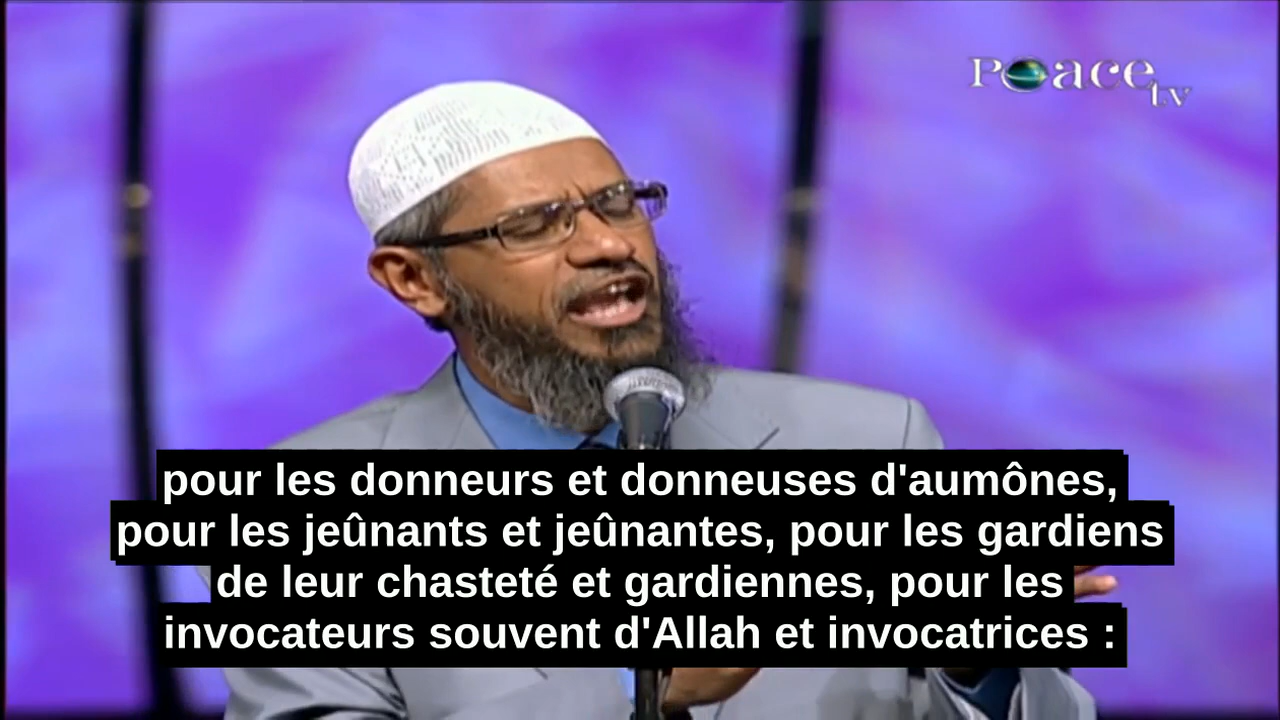 Peace
tv
pour les donneurs et donneuses d'aumônes,
pour les jeûnants et jeûnantes, pour les gardiens
de leur chasteté et gardiennes, pour les
invocateurs souvent d'Allah et invocatrices :